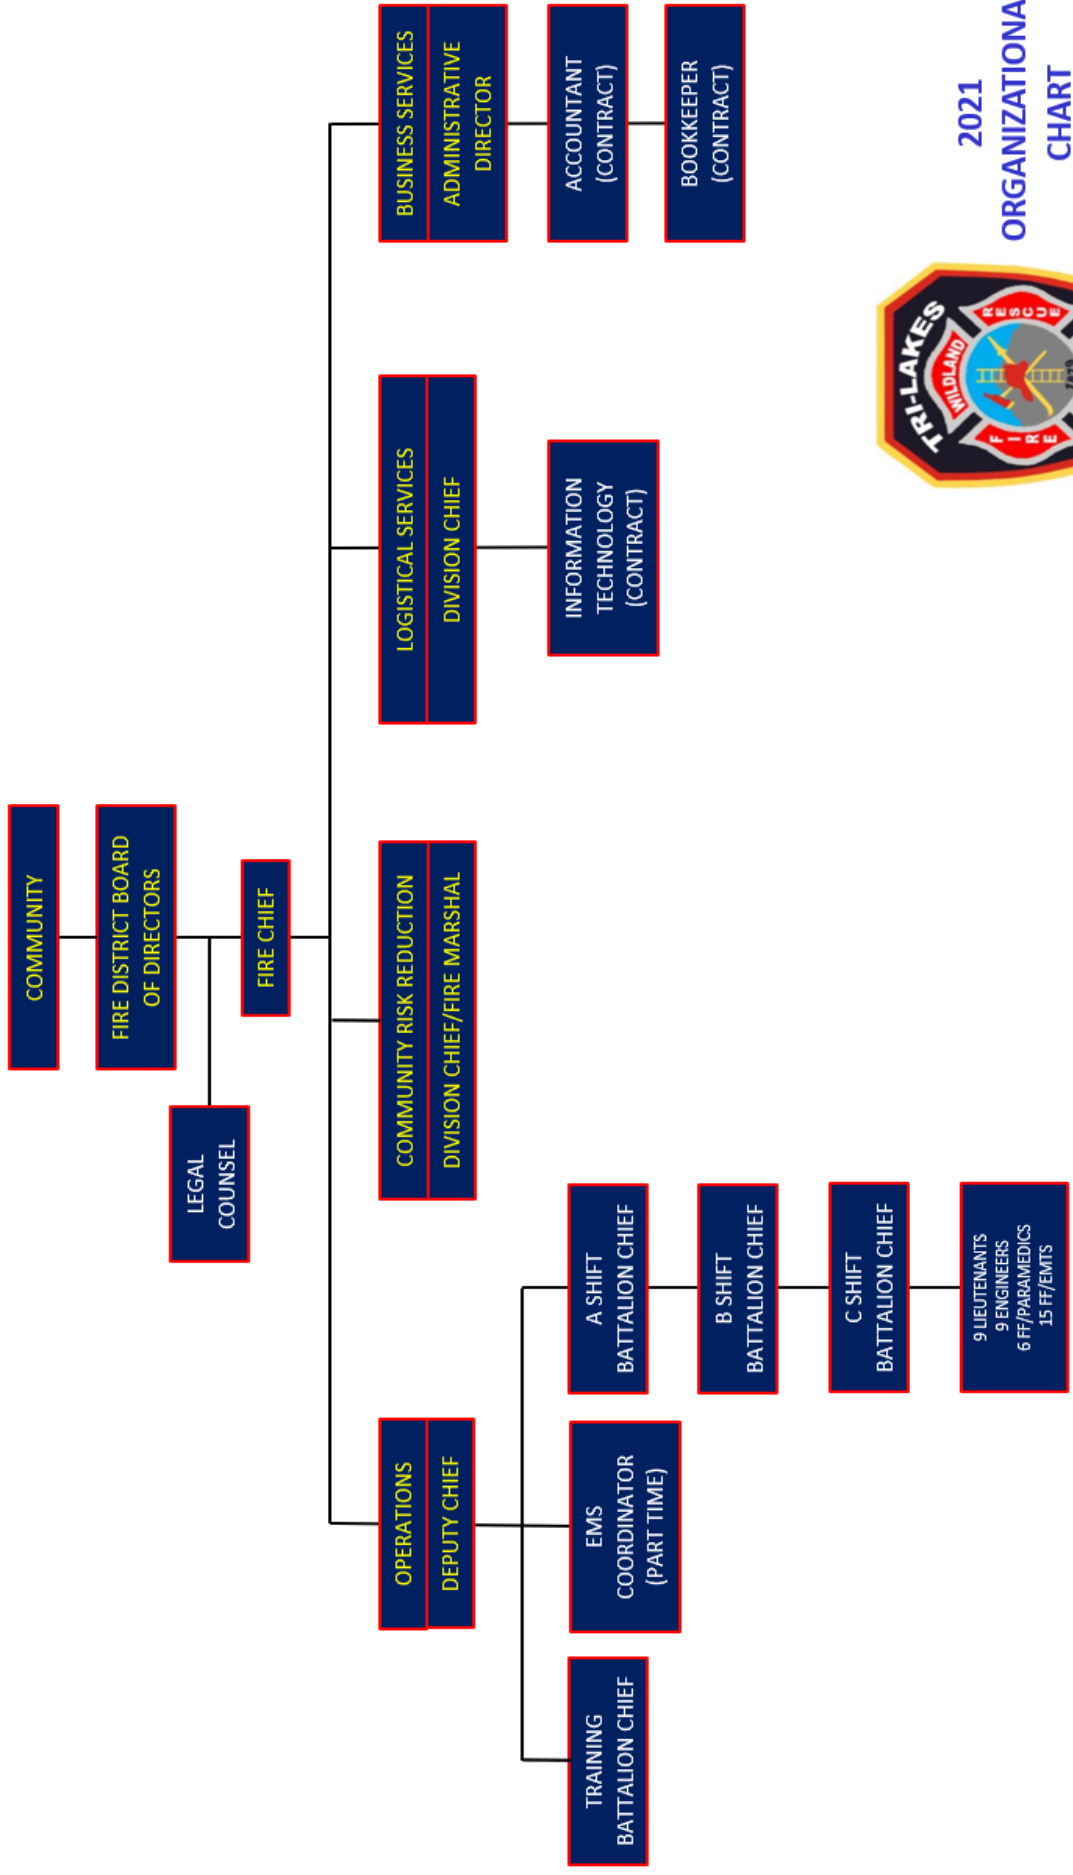 COMMUNITY
FIRE DISTRICT BOARD
OF DIRECTORS
LEGAL
COUNSEL
FIRE CHIEF
OPERATIONS
DEPUTY CHIEF
COMMUNITY RISK REDUCTION
DIVISION CHIEF/FIRE MARSHAL
LOGISTICAL SERVICES
DIVISION CHIEF
BUSINESS SERVICES
ADMINISTRATIVE
DIRECTOR
TRAINING
BATTALION CHIEF
EMS
COORDINATOR
(PART TIME)
A SHIFT
BATTALION CHIEF
B SHIFT
BATTALION CHIEF
C SHIFT
BATTALION CHIEF
9 LIEUTENANTS
9 ENGINEERS
6 FF/PARAMEDICS
15 FF/EMTS
INFORMATION
TECHNOLOGY
(CONTRACT)
ACCOUNTANT
(CONTRACT)
BOOKKEEPER
(CONTRACT)
TRI-LAKES
WILDLAND
FIRE
RESCUE
2021
ORGANIZATIONA
CHART